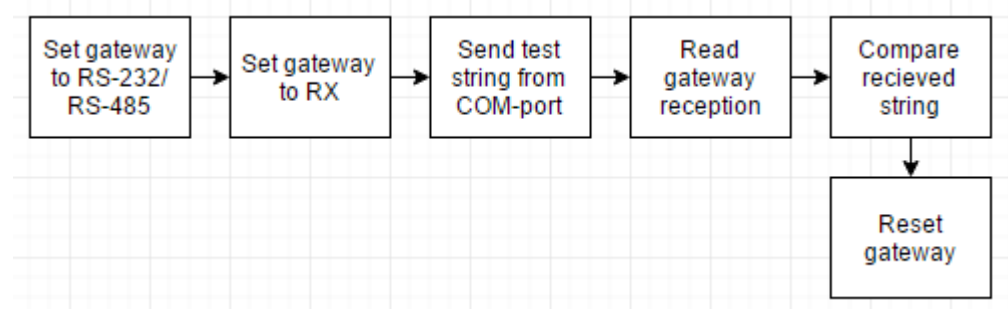 Set gateway
to RS-232/
RS-485
Set gateway
to RX
Send test
string from
COM-port
Read
gateway
reception
Compare
recieved
string
Reset
gateway